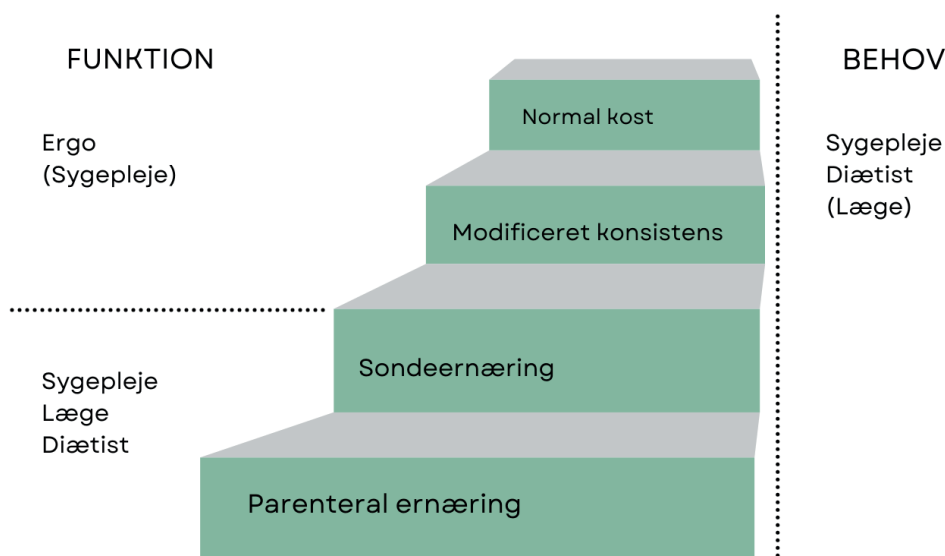 FUNKTION
Ergo
(Sygepleje)
Sygepleje
Læge
Diætist
Normal kost
Modificeret konsistens
Sondeernæring
Parenteral ernæring
BEHOV
Sygepleje
Diætist
(Læge)